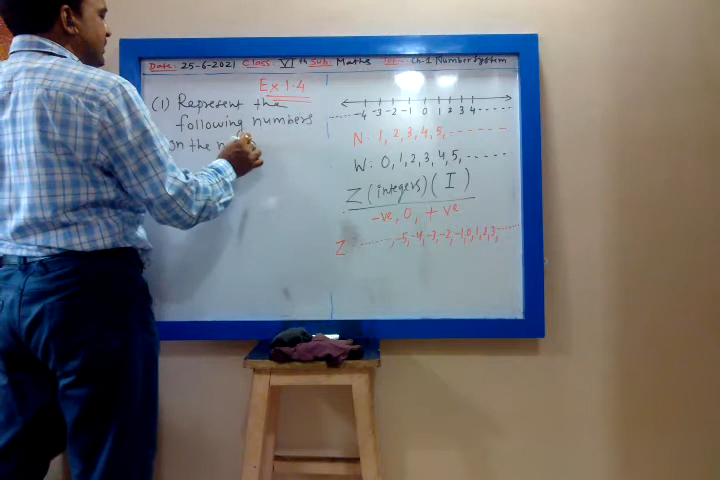 Date: 25-6-2021 Class: VIth Sub: Maths Topic: Ch-1 Number System
Ex 1.4
(1) Represent the
following numbers
on the n
-4 -3 -2 -1 0 1 2 3 4
N: 1, 2, 3, 4, 5, ------
W: 0, 1, 2, 3, 4, 5, -----
Z (integers) (I)
-ve, 0, +ve
Z: ......, -5, -4, -3, -2, -1, 0, 1, 2, 3, ......